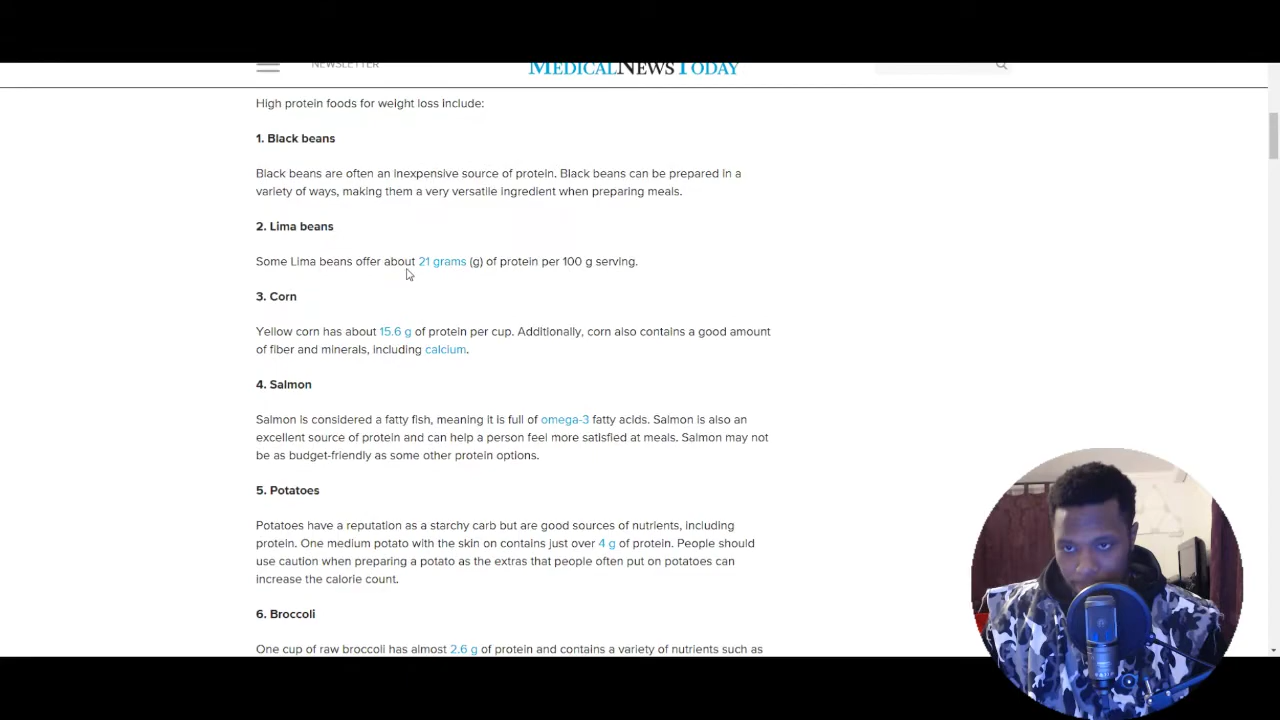 NEWSLETTER
MEDICALNEWSTODAY
High protein foods for weight loss include:
1. Black beans
Black beans are often an inexpensive source of protein. Black beans can be prepared in a
variety of ways, making them a very versatile ingredient when preparing meals.
2. Lima beans
Some Lima beans offer about 21 grams (g) of protein per 100 g serving.
3. Corn
Yellow corn has about 15.6 g of protein per cup. Additionally, corn also contains a good amount
of fiber and minerals, including calcium.
4. Salmon
Salmon is considered a fatty fish, meaning it is full of omega-3 fatty acids. Salmon is also an
excellent source of protein and can help a person feel more satisfied at meals. Salmon may not
be as budget-friendly as some other protein options.
5. Potatoes
Potatoes have a reputation as a starchy carb but are good sources of nutrients, including
protein. One medium potato with the skin on contains just over 4 g of protein. People should
use caution when preparing a potato as the extras that people often put on potatoes can
increase the calorie count.
6. Broccoli
One cup of raw broccoli has almost 2.6 g of protein and contains a variety of nutrients such as